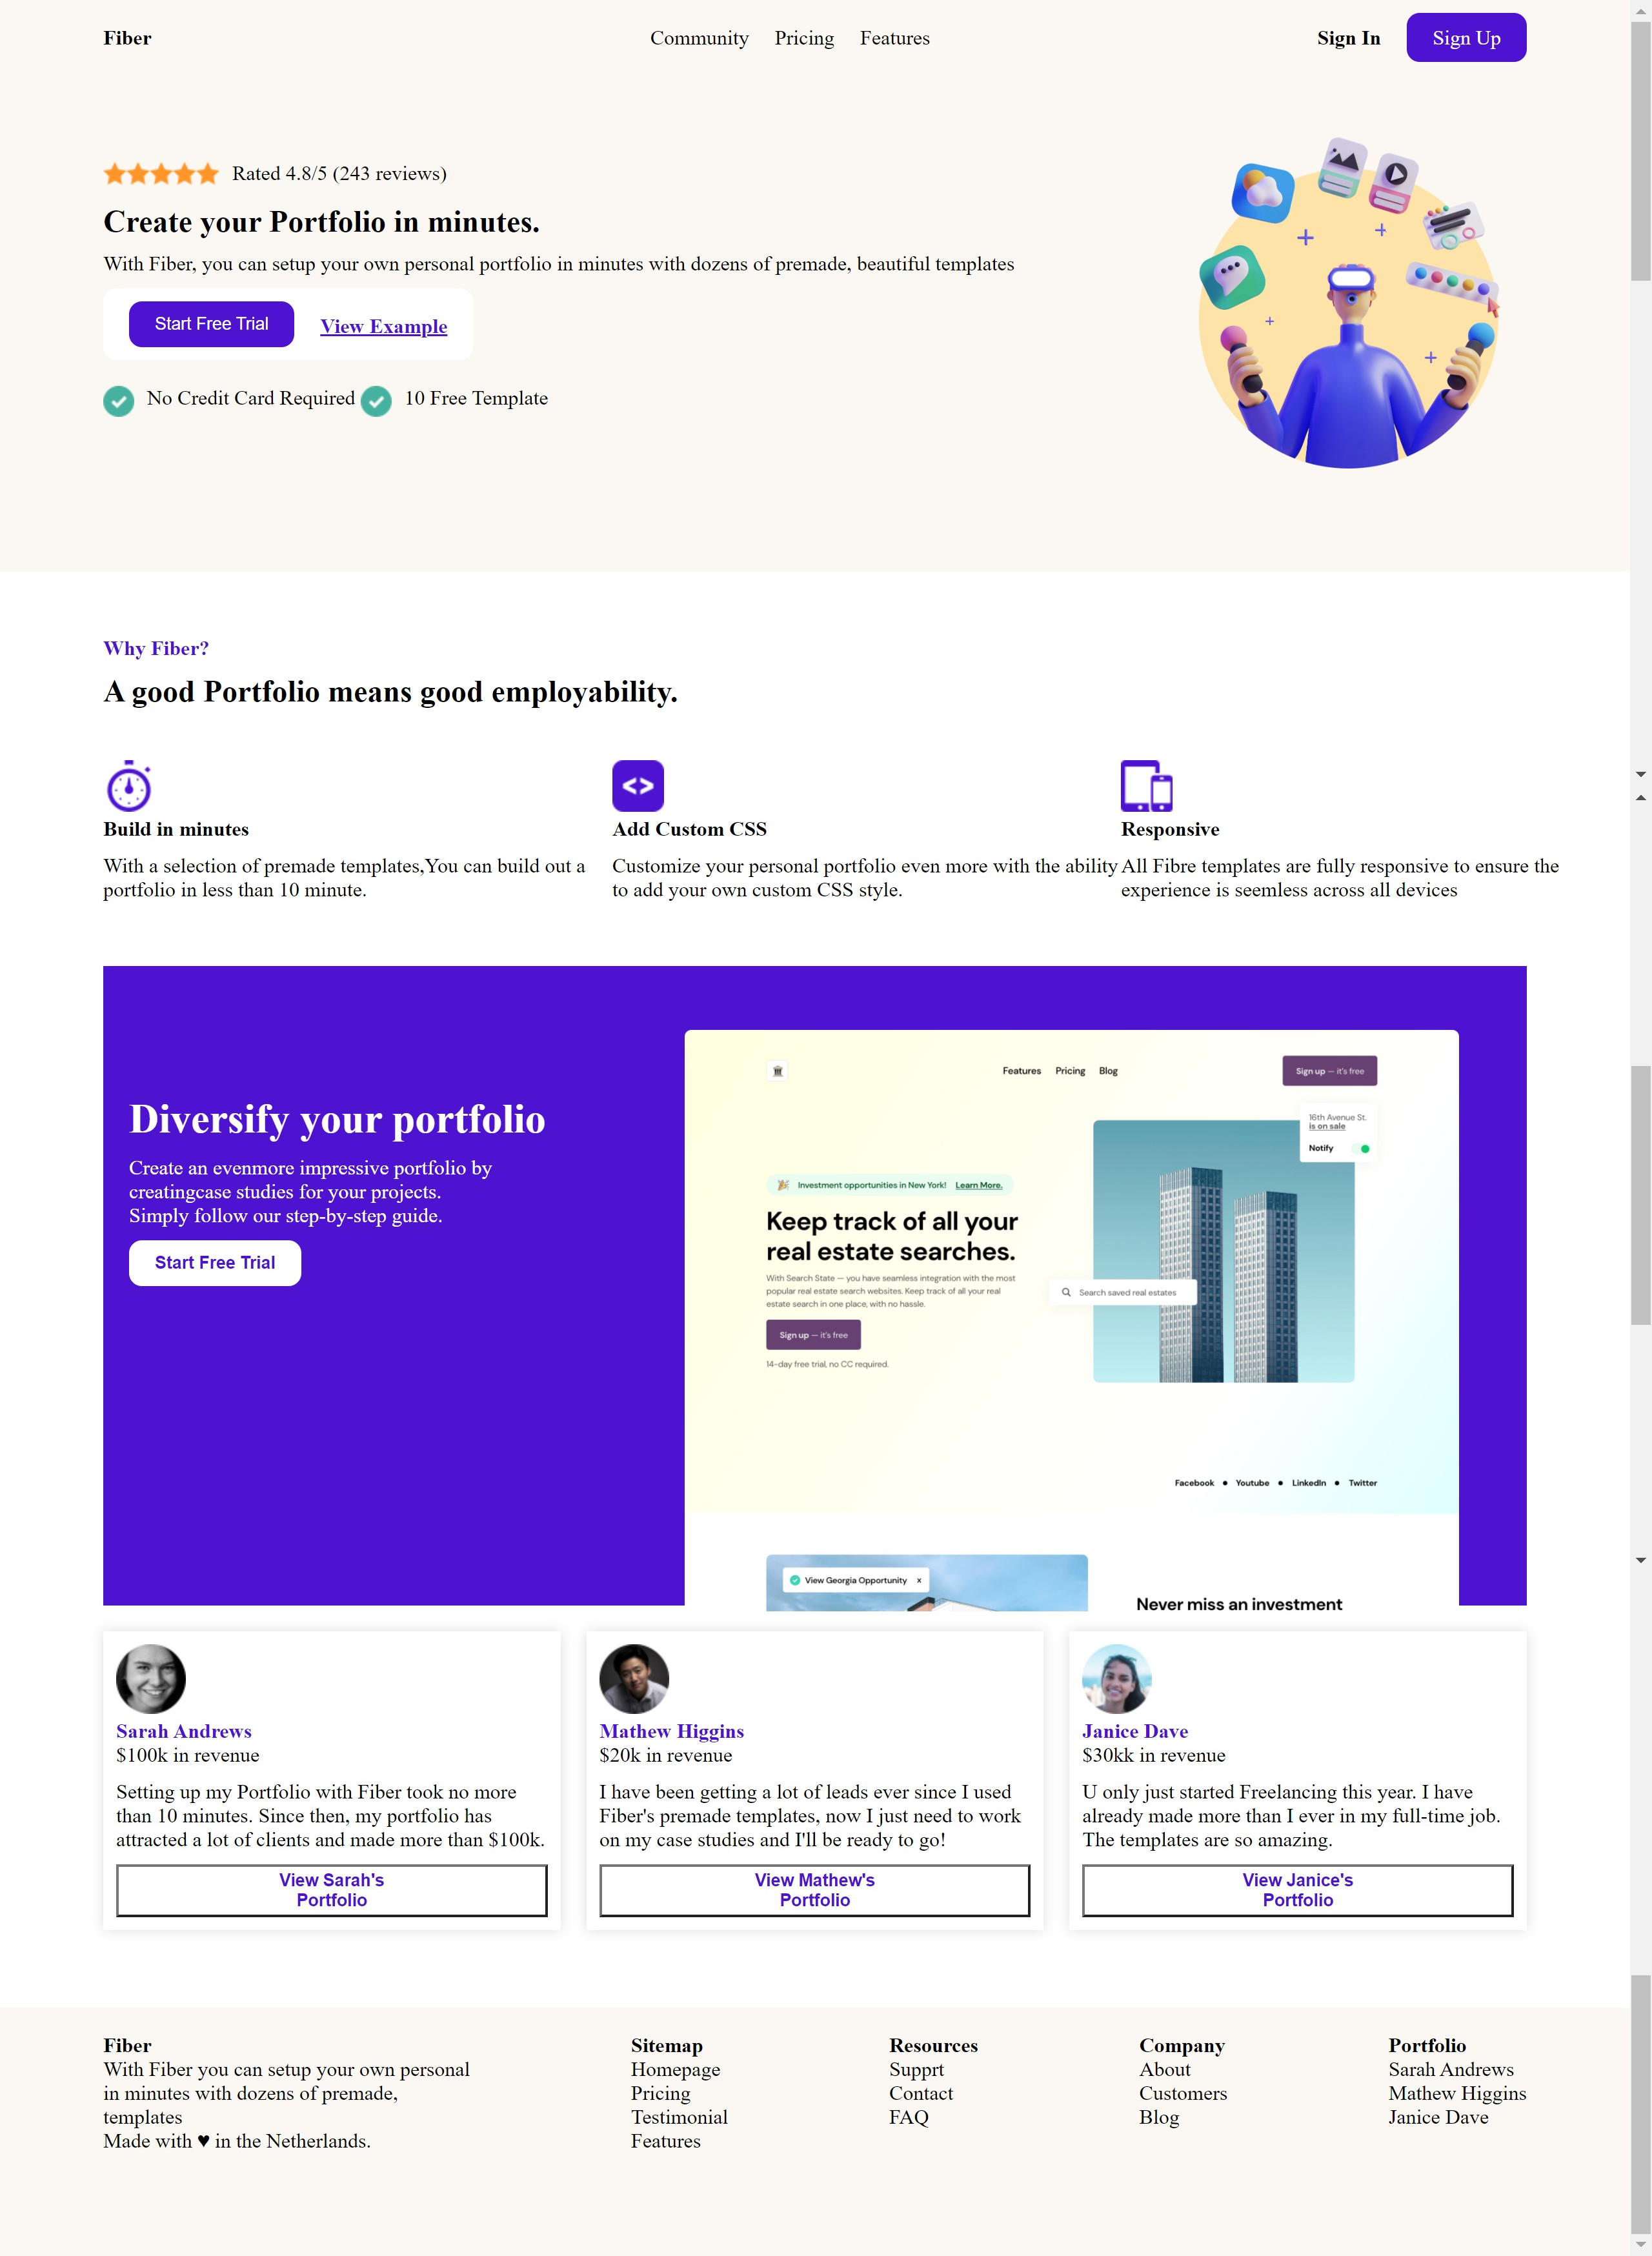 Fiber
Community Pricing Features
Sign In Sign Up
Rated 4.8/5 (243 reviews)
Create your Portfolio in minutes.
With Fiber, you can setup your own personal portfolio in minutes with dozens of premade, beautiful templates
Start Free Trial View Example
No Credit Card Required 10 Free Template
Why Fiber?
A good Portfolio means good employability.
<>
Build in minutes
With a selection of premade templates,You can build out a
portfolio in less than 10 minute.
Add Custom CSS
Customize your personal portfolio even more with the ability
to add your own custom CSS style.
Responsive
All Fibre templates are fully responsive to ensure the
experience is seemless across all devices
Diversify your portfolio
Create an evenmore impressive portfolio by
creatingcase studies for your projects.
Simply follow our step-by-step guide.
Start Free Trial
Features Pricing Blog
Sign up — it's free
16th Avenue St.
is on sale
Notify
Investment opportunities in New York! Learn More.
Keep track of all your
real estate searches.
With Search State — you have seamless integration with the most
popular real estate search websites. Keep track of all your real
estate search in one place, with no hassle.
Sign up — it's free
14-day free trial, no CC required.
Search saved real estates
Facebook ● Youtube ● LinkedIn ● Twitter
View Georgia Opportunity x
Never miss an investment
Sarah Andrews
$100k in revenue
Setting up my Portfolio with Fiber took no more
than 10 minutes. Since then, my portfolio has
attracted a lot of clients and made more than $100k.
View Sarah's
Portfolio
Mathew Higgins
$20k in revenue
I have been getting a lot of leads ever since I used
Fiber's premade templates, now I just need to work
on my case studies and I'll be ready to go!
View Mathew's
Portfolio
Janice Dave
$30kk in revenue
U only just started Freelancing this year. I have
already made more than I ever in my full-time job.
The templates are so amazing.
View Janice's
Portfolio
Fiber
With Fiber you can setup your own personal
in minutes with dozens of premade,
templates
Made with ♥ in the Netherlands.
Sitemap
Homepage
Pricing
Testimonial
Features
Resources
Supprt
Contact
FAQ
Company
About
Customers
Blog
Portfolio
Sarah Andrews
Mathew Higgins
Janice Dave